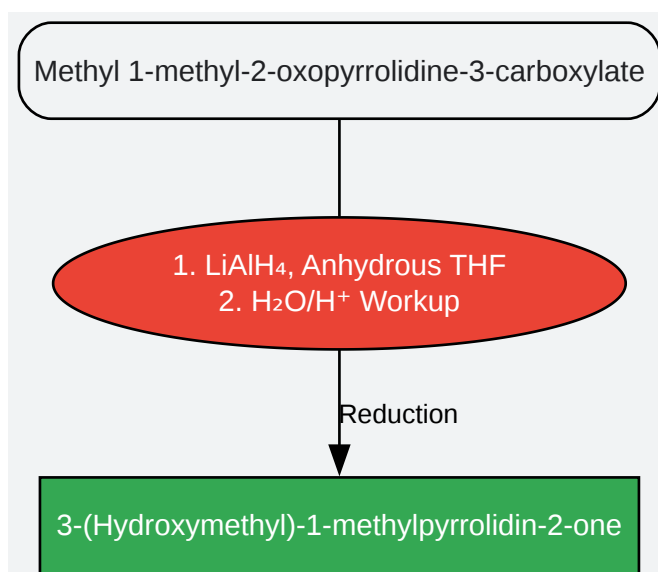 Methyl 1-methyl-2-oxopyrrolidine-3-carboxylate
1. LiAlH₄, Anhydrous THF
2. H₂O/H⁺ Workup
Reduction
3-(Hydroxymethyl)-1-methylpyrrolidin-2-one